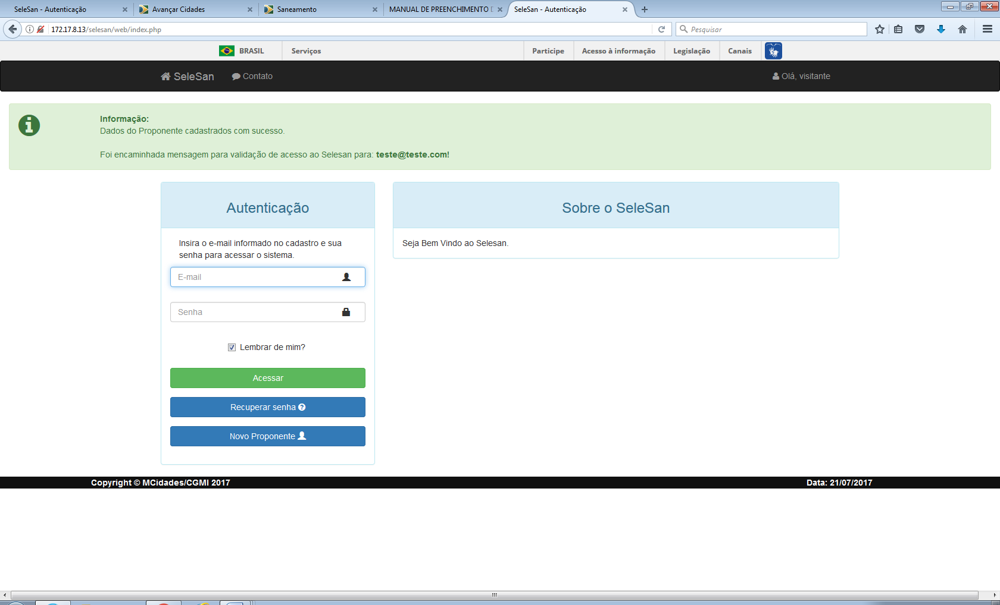 SeleSan - Autenticação
Avançar Cidades
Saneamento
MANUAL DE PREENCHIMENTO
SeleSan - Autenticação
172.17.8.13/selesan/web/index.php
Pesquisar
BRASIL
Serviços
Participe
Acesso à informação
Legislação
Canais
SeleSan
Contato
Olá, visitante
Informação:
Dados do Proponente cadastrados com sucesso.
Foi encaminhada mensagem para validação de acesso ao Selesan para: teste@teste.com!
Autenticação
Insira o e-mail informado no cadastro e sua
senha para acessar o sistema.
E-mail
Senha
Lembrar de mim?
Acessar
Recuperar senha
Novo Proponente
Sobre o SeleSan
Seja Bem Vindo ao Selesan.
Copyright © MCidades/CGMI 2017
Data: 21/07/2017